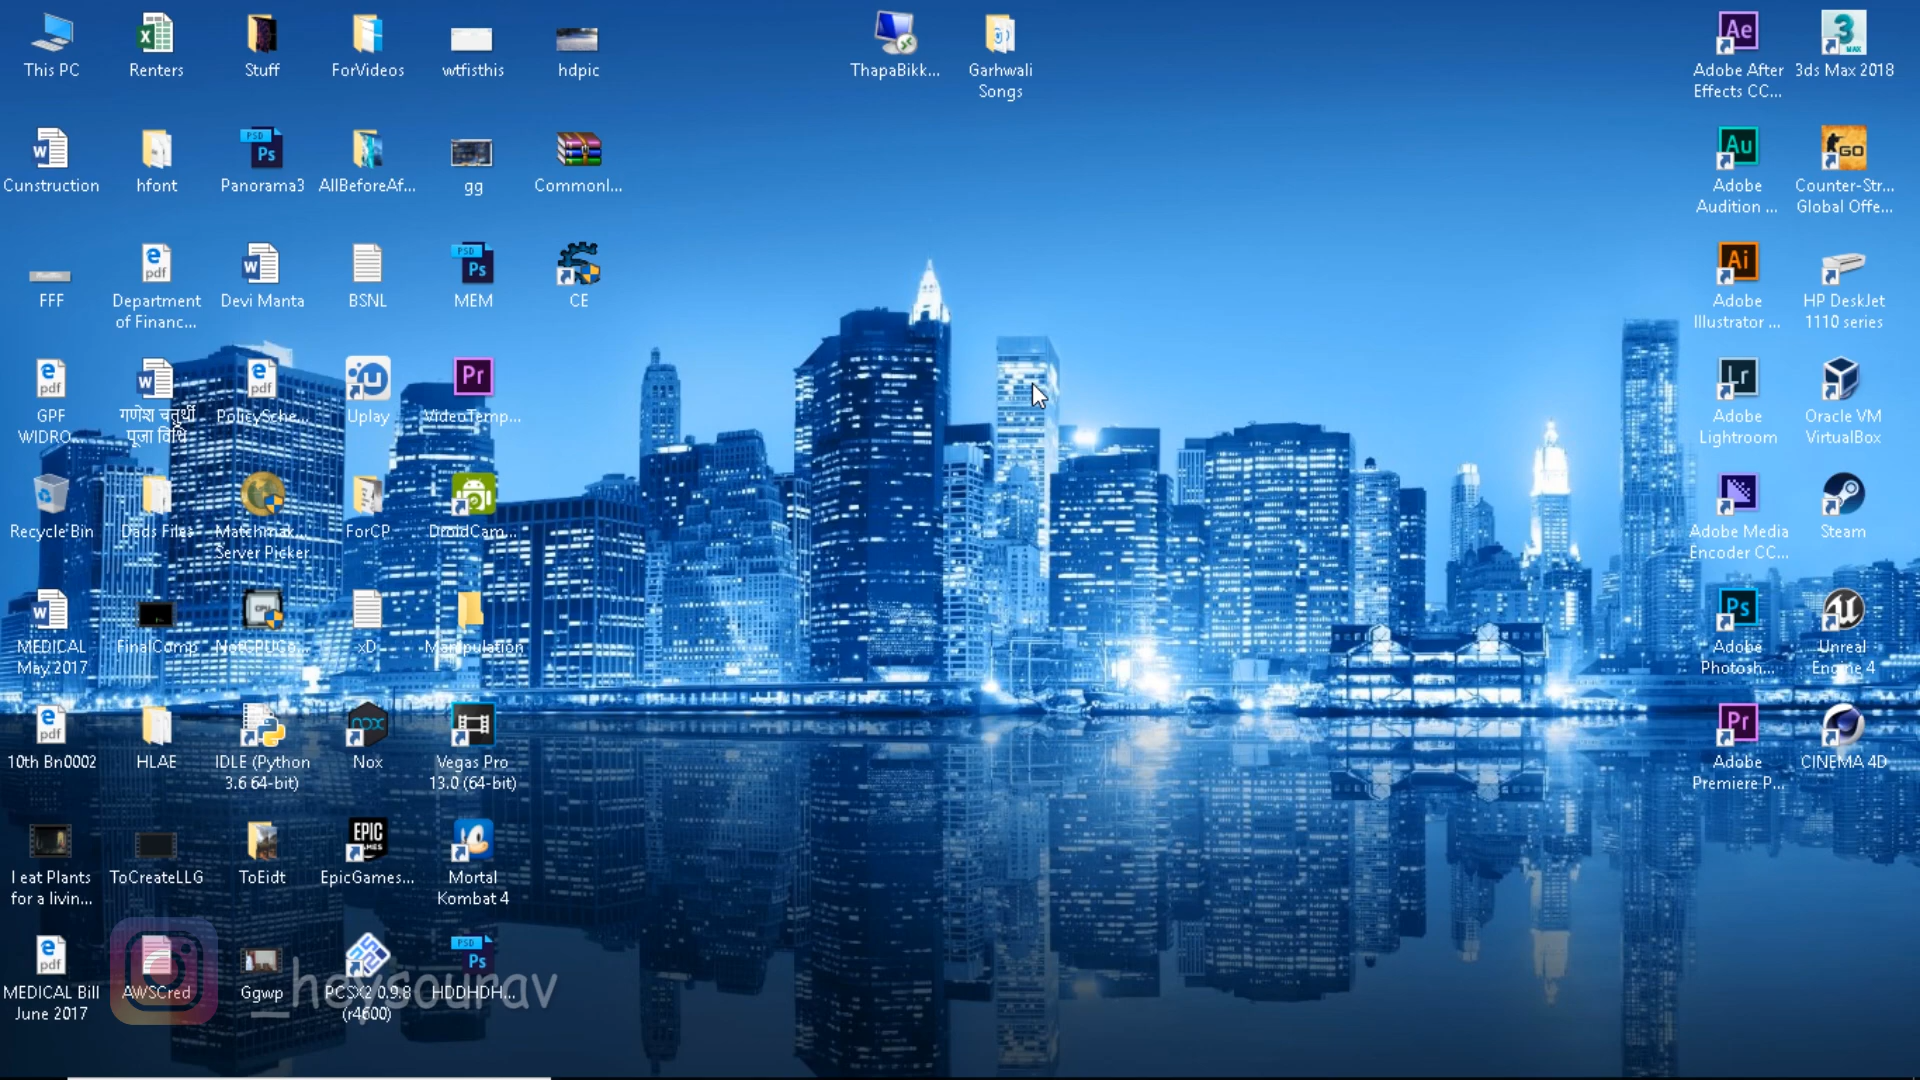 This PC
Renters
Stuff
ForVideos
wtfisthis
hdpic
ThapaBikk...
Garhwali
Songs
Adobe After
Effects CC...
3ds Max 2018
Cunstruction
hfont
Panorama3
AllBeforeAf...
gg
Commonl...
Adobe
Audition ...
Counter-Str...
Global Offe...
FFF
Department
of Financ...
Devi Manta
BSNL
MEM
CE
Adobe
Illustrator ...
HP DeskJet
1110 series
GPF
WIDRO...
गणेश चतुर्थी
पूजा विधि
PolicySche...
Uplay
VideoTemp...
Adobe
Lightroom
Oracle VM
VirtualBox
Recycle Bin
Dads Files
Matchmak...
Server Picker
ForCP
DroidCam...
Adobe Media
Encoder CC...
Steam
MEDICAL
May 2017
FinalComp
NotCPUCo...
xD
Manipulation
Adobe
Photosh...
Unreal
Engine 4
10th Bn0002
HLAE
IDLE (Python
3.6 64-bit)
Nox
Vegas Pro
13.0 (64-bit)
Adobe
Premiere P...
CINEMA 4D
I eat Plants
for a livin...
ToCreateLLG
ToEidt
EpicGames...
Mortal
Kombat 4
MEDICAL Bill
June 2017
AWSCred
Ggwp
PCSX2 0.9.8
(r4600)
HDDHDH...